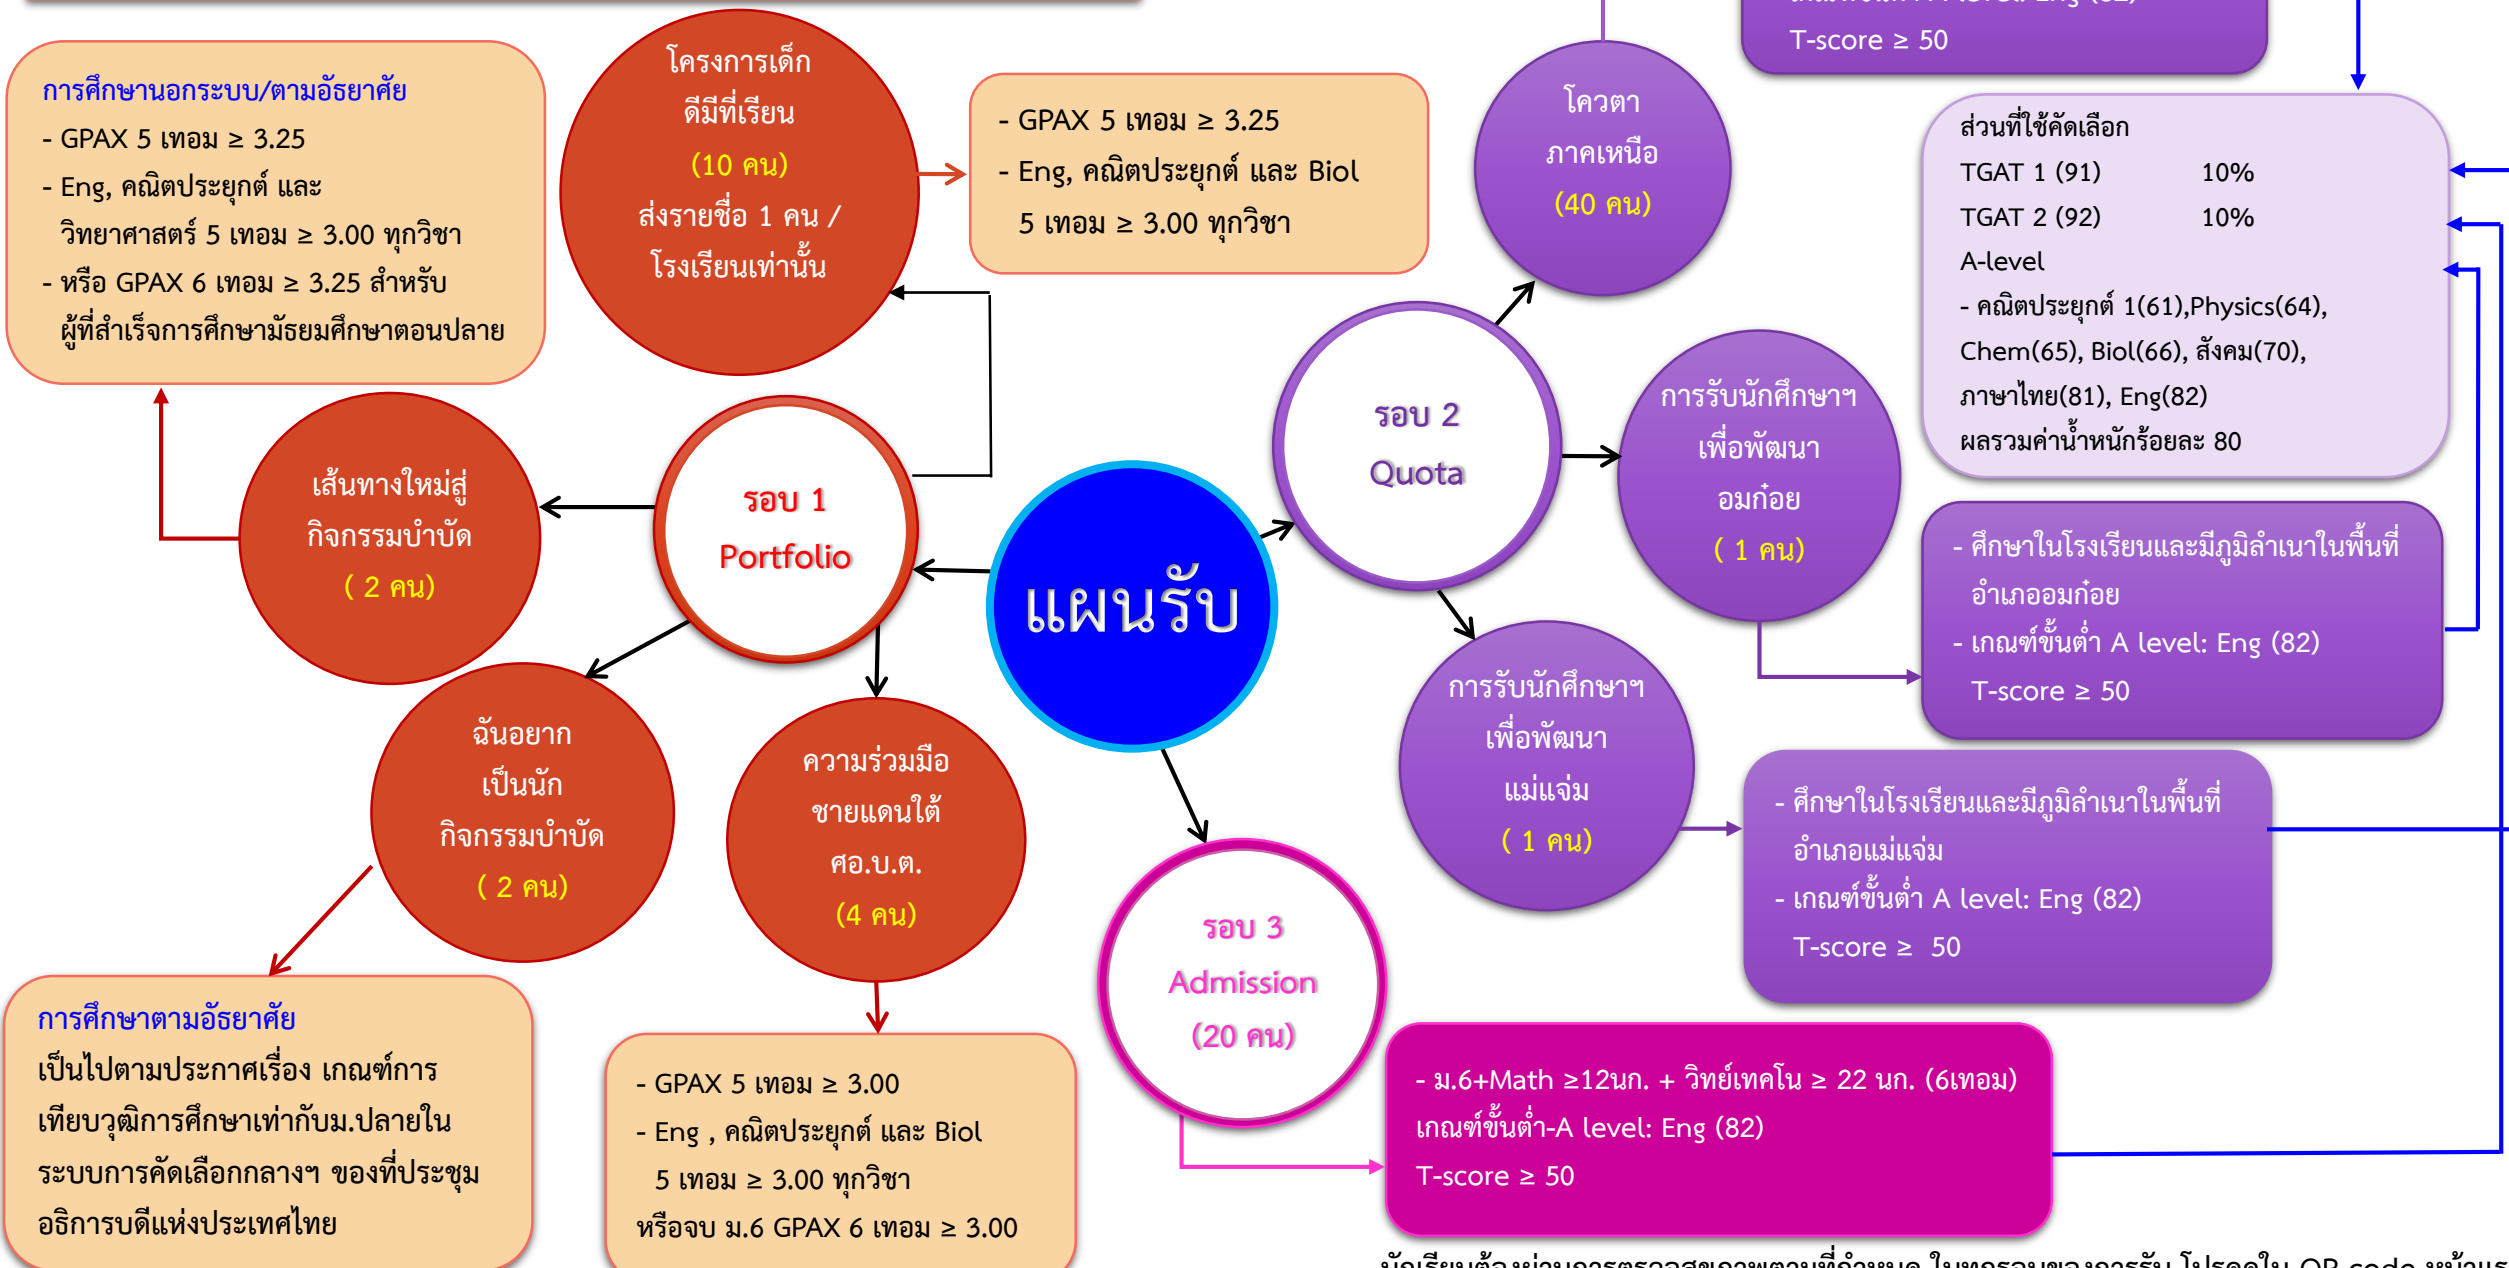 การศึกษานอกระบบ/ตามอัธยาศัย
- GPAX 5 เทอม ≥ 3.25
- Eng, คณิตประยุกต์ และ
วิทยาศาสตร์ 5 เทอม ≥ 3.00 ทุกวิชา
- หรือ GPAX 6 เทอม ≥ 3.25 สำหรับ
ผู้ที่สำเร็จการศึกษามัธยมศึกษาตอนปลาย
โครงการเด็ก
ดีมีที่เรียน
(10 คน)
ส่งรายชื่อ 1 คน /
โรงเรียนเท่านั้น
- GPAX 5 เทอม ≥ 3.25
- Eng, คณิตประยุกต์ และ Biol
5 เทอม ≥ 3.00 ทุกวิชา
โควตา
ภาคเหนือ
(40 คน)
T-score ≥ 50
ส่วนที่ใช้คัดเลือก
TGAT 1 (91) 10%
TGAT 2 (92) 10%
A-level
- คณิตประยุกต์ 1(61),Physics(64),
Chem(65), Biol(66), สังคม(70),
ภาษาไทย(81), Eng(82)
ผลรวมค่าน้ำหนักร้อยละ 80
เส้นทางใหม่สู่
กิจกรรมบำบัด
( 2 คน)
รอบ 1
Portfolio
แผนรับ
รอบ 2
Quota
การรับนักศึกษาฯ
เพื่อพัฒนา
อมก๋อย
( 1 คน)
- ศึกษาในโรงเรียนและมีภูมิลำเนาในพื้นที่
อำเภออมก๋อย
- เกณฑ์ขั้นต่ำ A level: Eng (82)
T-score ≥ 50
ฉันอยาก
เป็นนัก
กิจกรรมบำบัด
( 2 คน)
ความร่วมมือ
ชายแดนใต้
ศอ.บ.ต.
(4 คน)
การรับนักศึกษาฯ
เพื่อพัฒนา
แม่แจ่ม
( 1 คน)
- ศึกษาในโรงเรียนและมีภูมิลำเนาในพื้นที่
อำเภอแม่แจ่ม
- เกณฑ์ขั้นต่ำ A level: Eng (82)
T-score ≥ 50
รอบ 3
Admission
(20 คน)
การศึกษาตามอัธยาศัย
เป็นไปตามประกาศเรื่อง เกณฑ์การ
เทียบวุฒิการศึกษาเท่ากับม.ปลายใน
ระบบการคัดเลือกกลางฯ ของที่ประชุม
อธิการบดีแห่งประเทศไทย
- GPAX 5 เทอม ≥ 3.00
- Eng , คณิตประยุกต์ และ Biol
5 เทอม ≥ 3.00 ทุกวิชา
หรือจบ ม.6 GPAX 6 เทอม ≥ 3.00
- ม.6+Math ≥12นก. + วิทย์เทคโน ≥ 22 นก. (6เทอม)
เกณฑ์ขั้นต่ำ-A level: Eng (82)
T-score ≥ 50